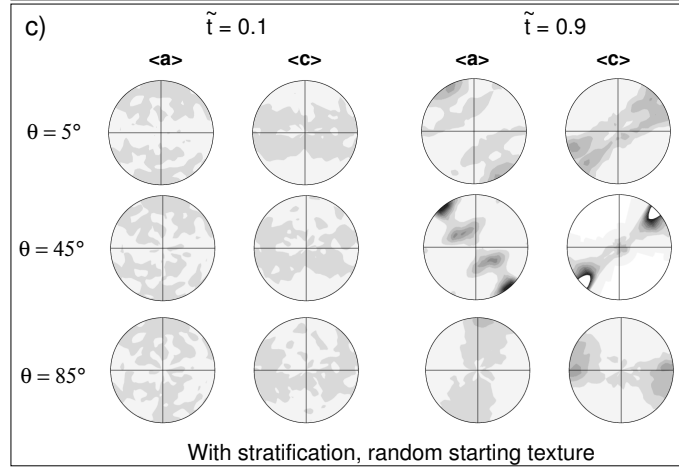 c)
t̃ = 0.1
t̃ = 0.9
<a>
<c>
<a>
<c>
θ = 5°
θ = 45°
θ = 85°
With stratification, random starting texture